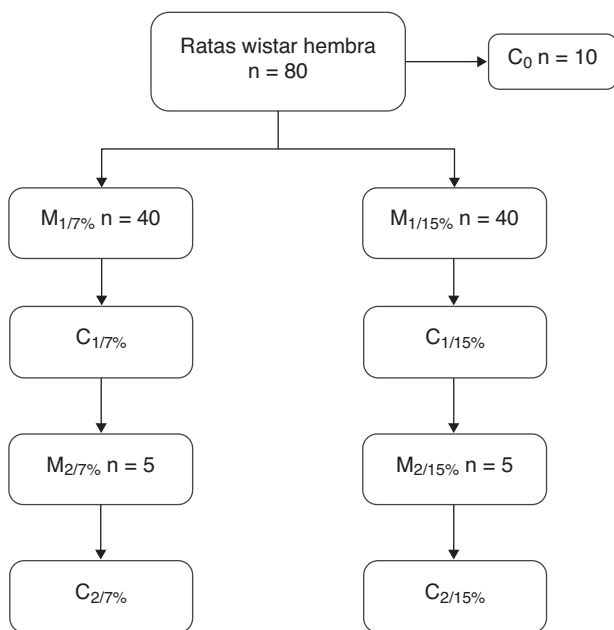 Ratas wistar hembra
n = 80
C₀ n = 10
M₁/₇% n = 40
M₁/₁₅% n = 40
C₁/₇%
C₁/₁₅%
M₂/₇% n = 5
M₂/₁₅% n = 5
C₂/₇%
C₂/₁₅%